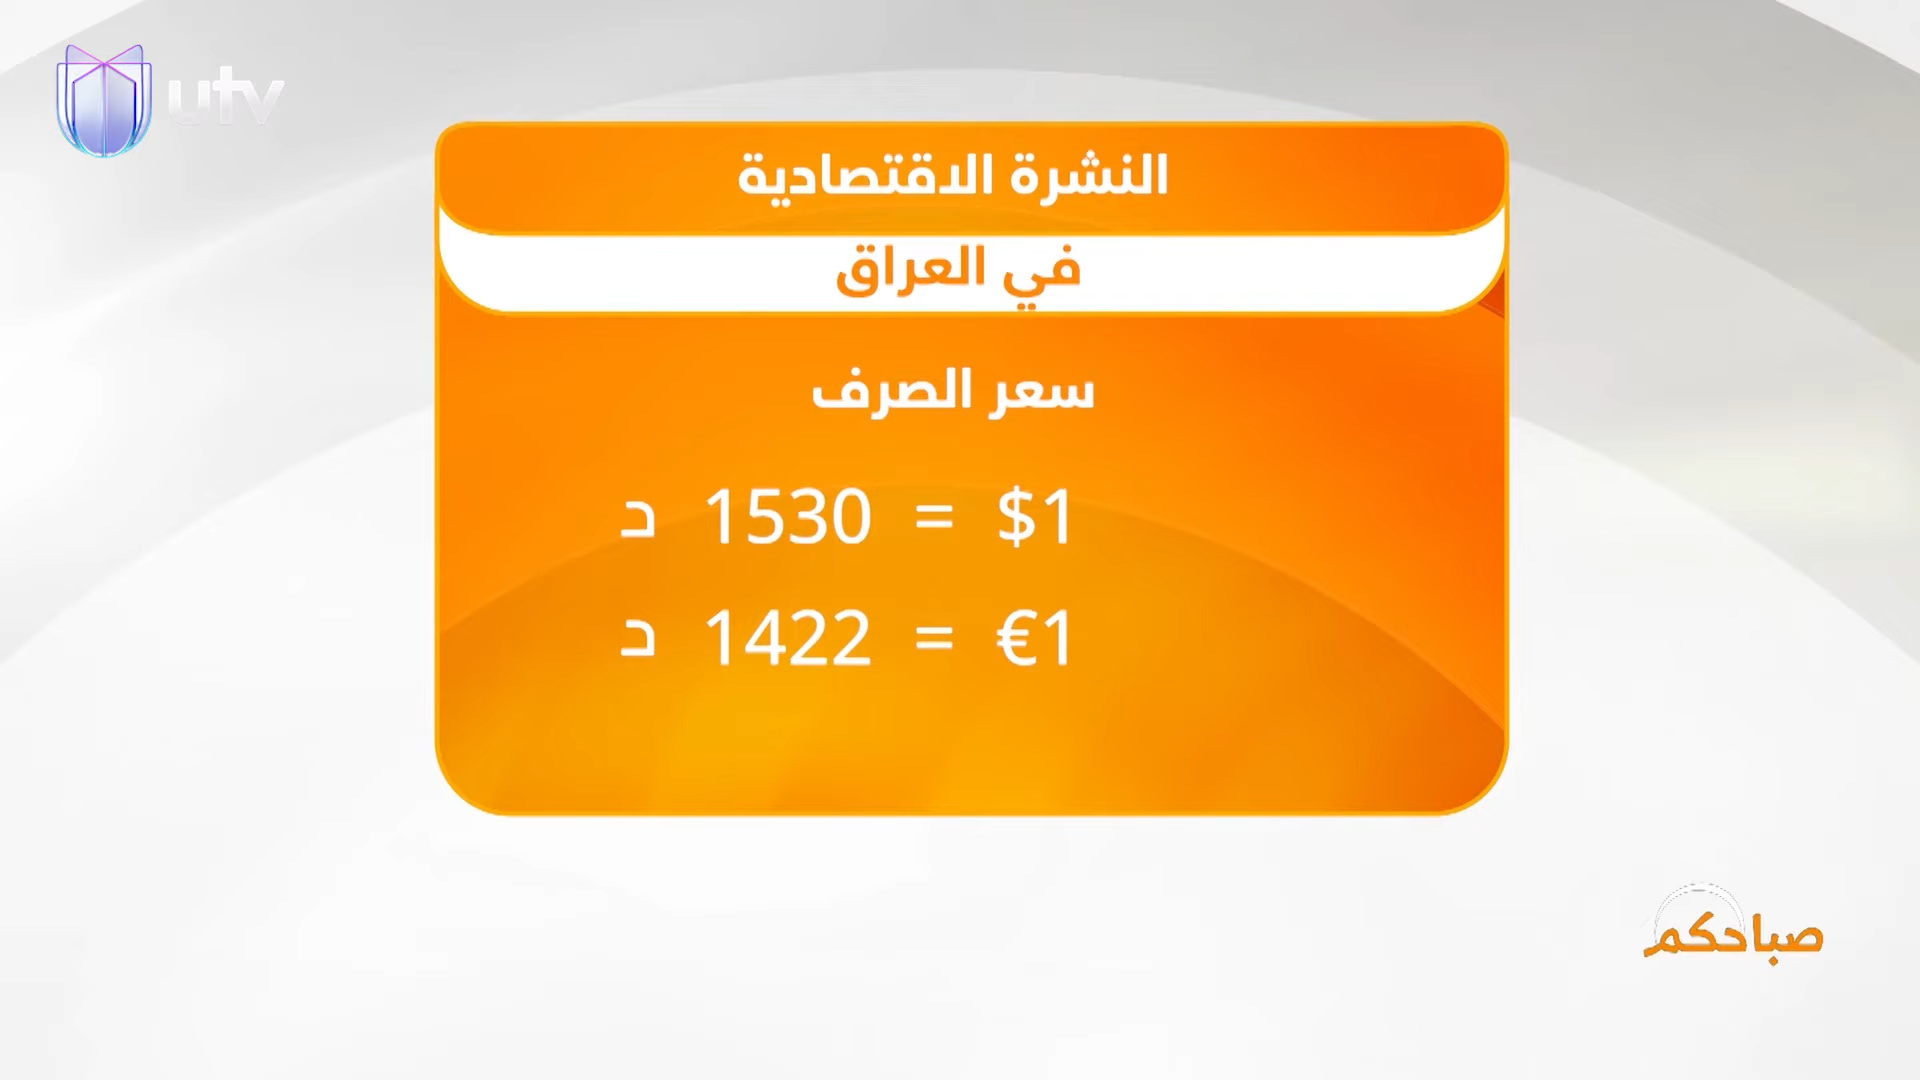 utv
النشرة الاقتصادية
في العراق
سعر الصرف
1$ = 1530 د
1€ = 1422 د
صباحكم